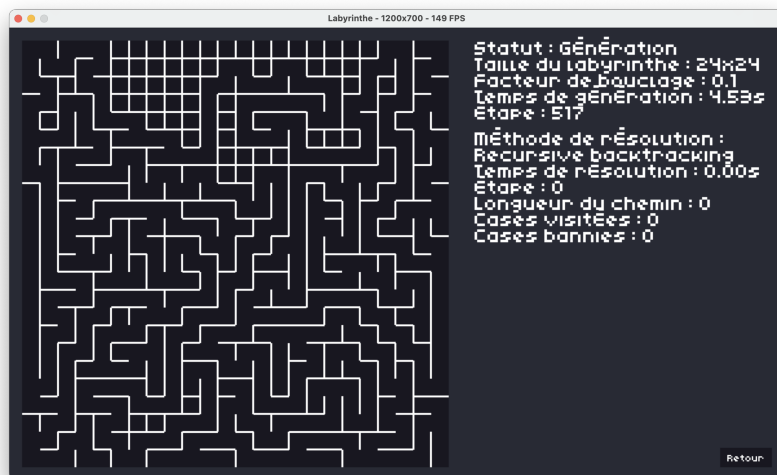 Labyrinthe - 1200x700 - 149 FPS
Statut : Génération
Taille du labyrinthe : 24x24
Facteur de bouclage : 0.1
Temps de génération : 4.53s
Étape : 517
Méthode de résolution :
Recursive backtracking
Temps de résolution : 0.00s
Étape : 0
Longueur du chemin : 0
Cases visitées : 0
Cases bannies : 0
Retour